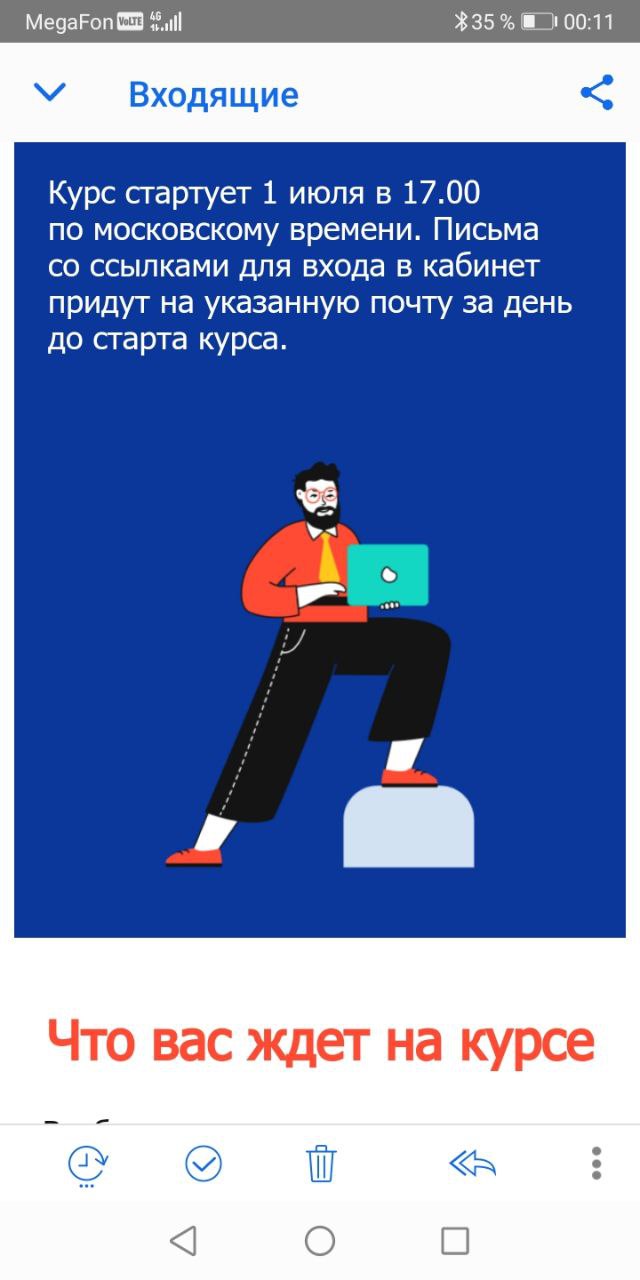 MegaFon VoLTE 4G 35 % 00:11
Входящие
Курс стартует 1 июля в 17.00
по московскому времени. Письма
со ссылками для входа в кабинет
придут на указанную почту за день
до старта курса.
Что вас ждет на курсе